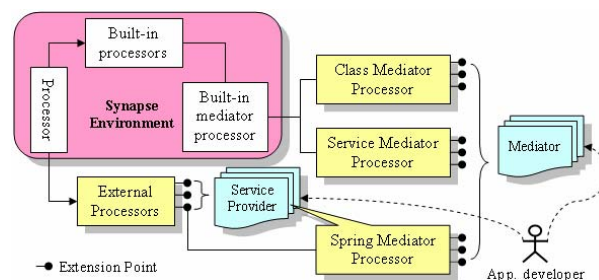 Built-in
processors
Processor
Synapse
Environment
Built-in
mediator
processor
Class Mediator
Processor
Service Mediator
Processor
Mediator
External
Processors
Service
Provider
Spring Mediator
Processor
Extension Point
App. developer